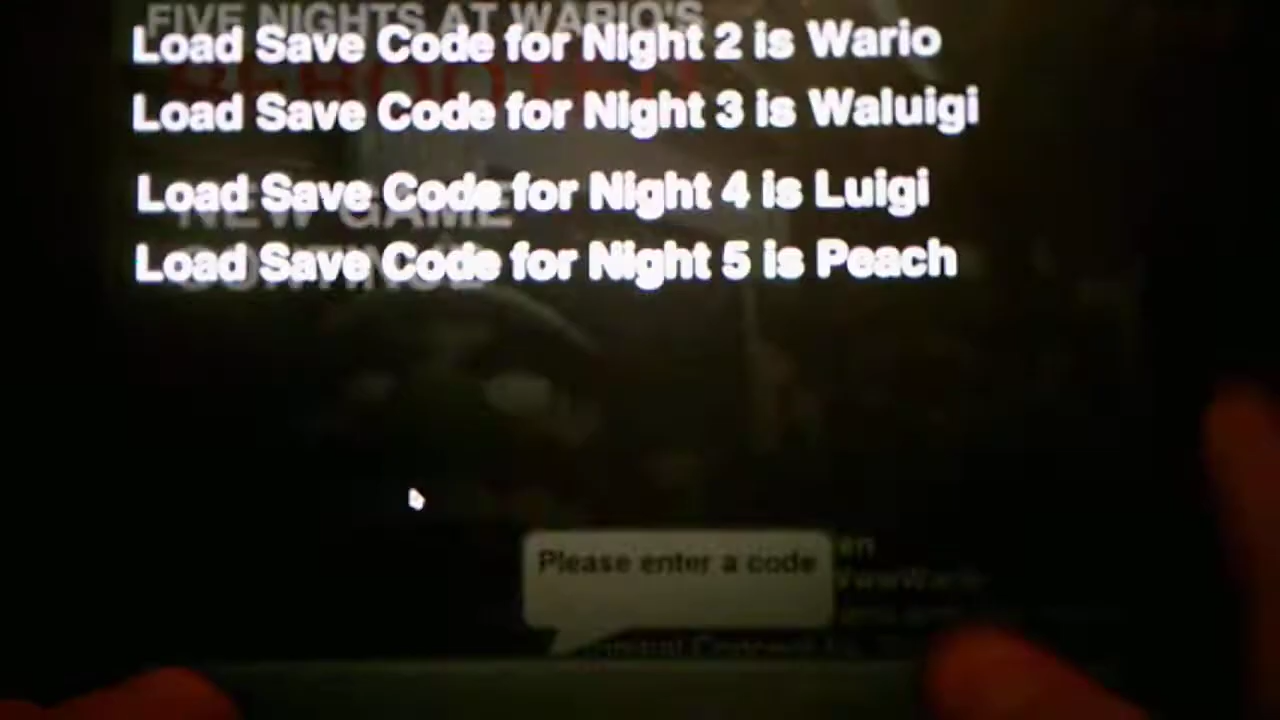 FIVE NIGHTS AT WARIO'S
Load Save Code for Night 2 is Wario
Load Save Code for Night 3 is Waluigi
NEW GAME
Load Save Code for Night 4 is Luigi
Load Save Code for Night 5 is Peach
CONTINUE
Please enter a code